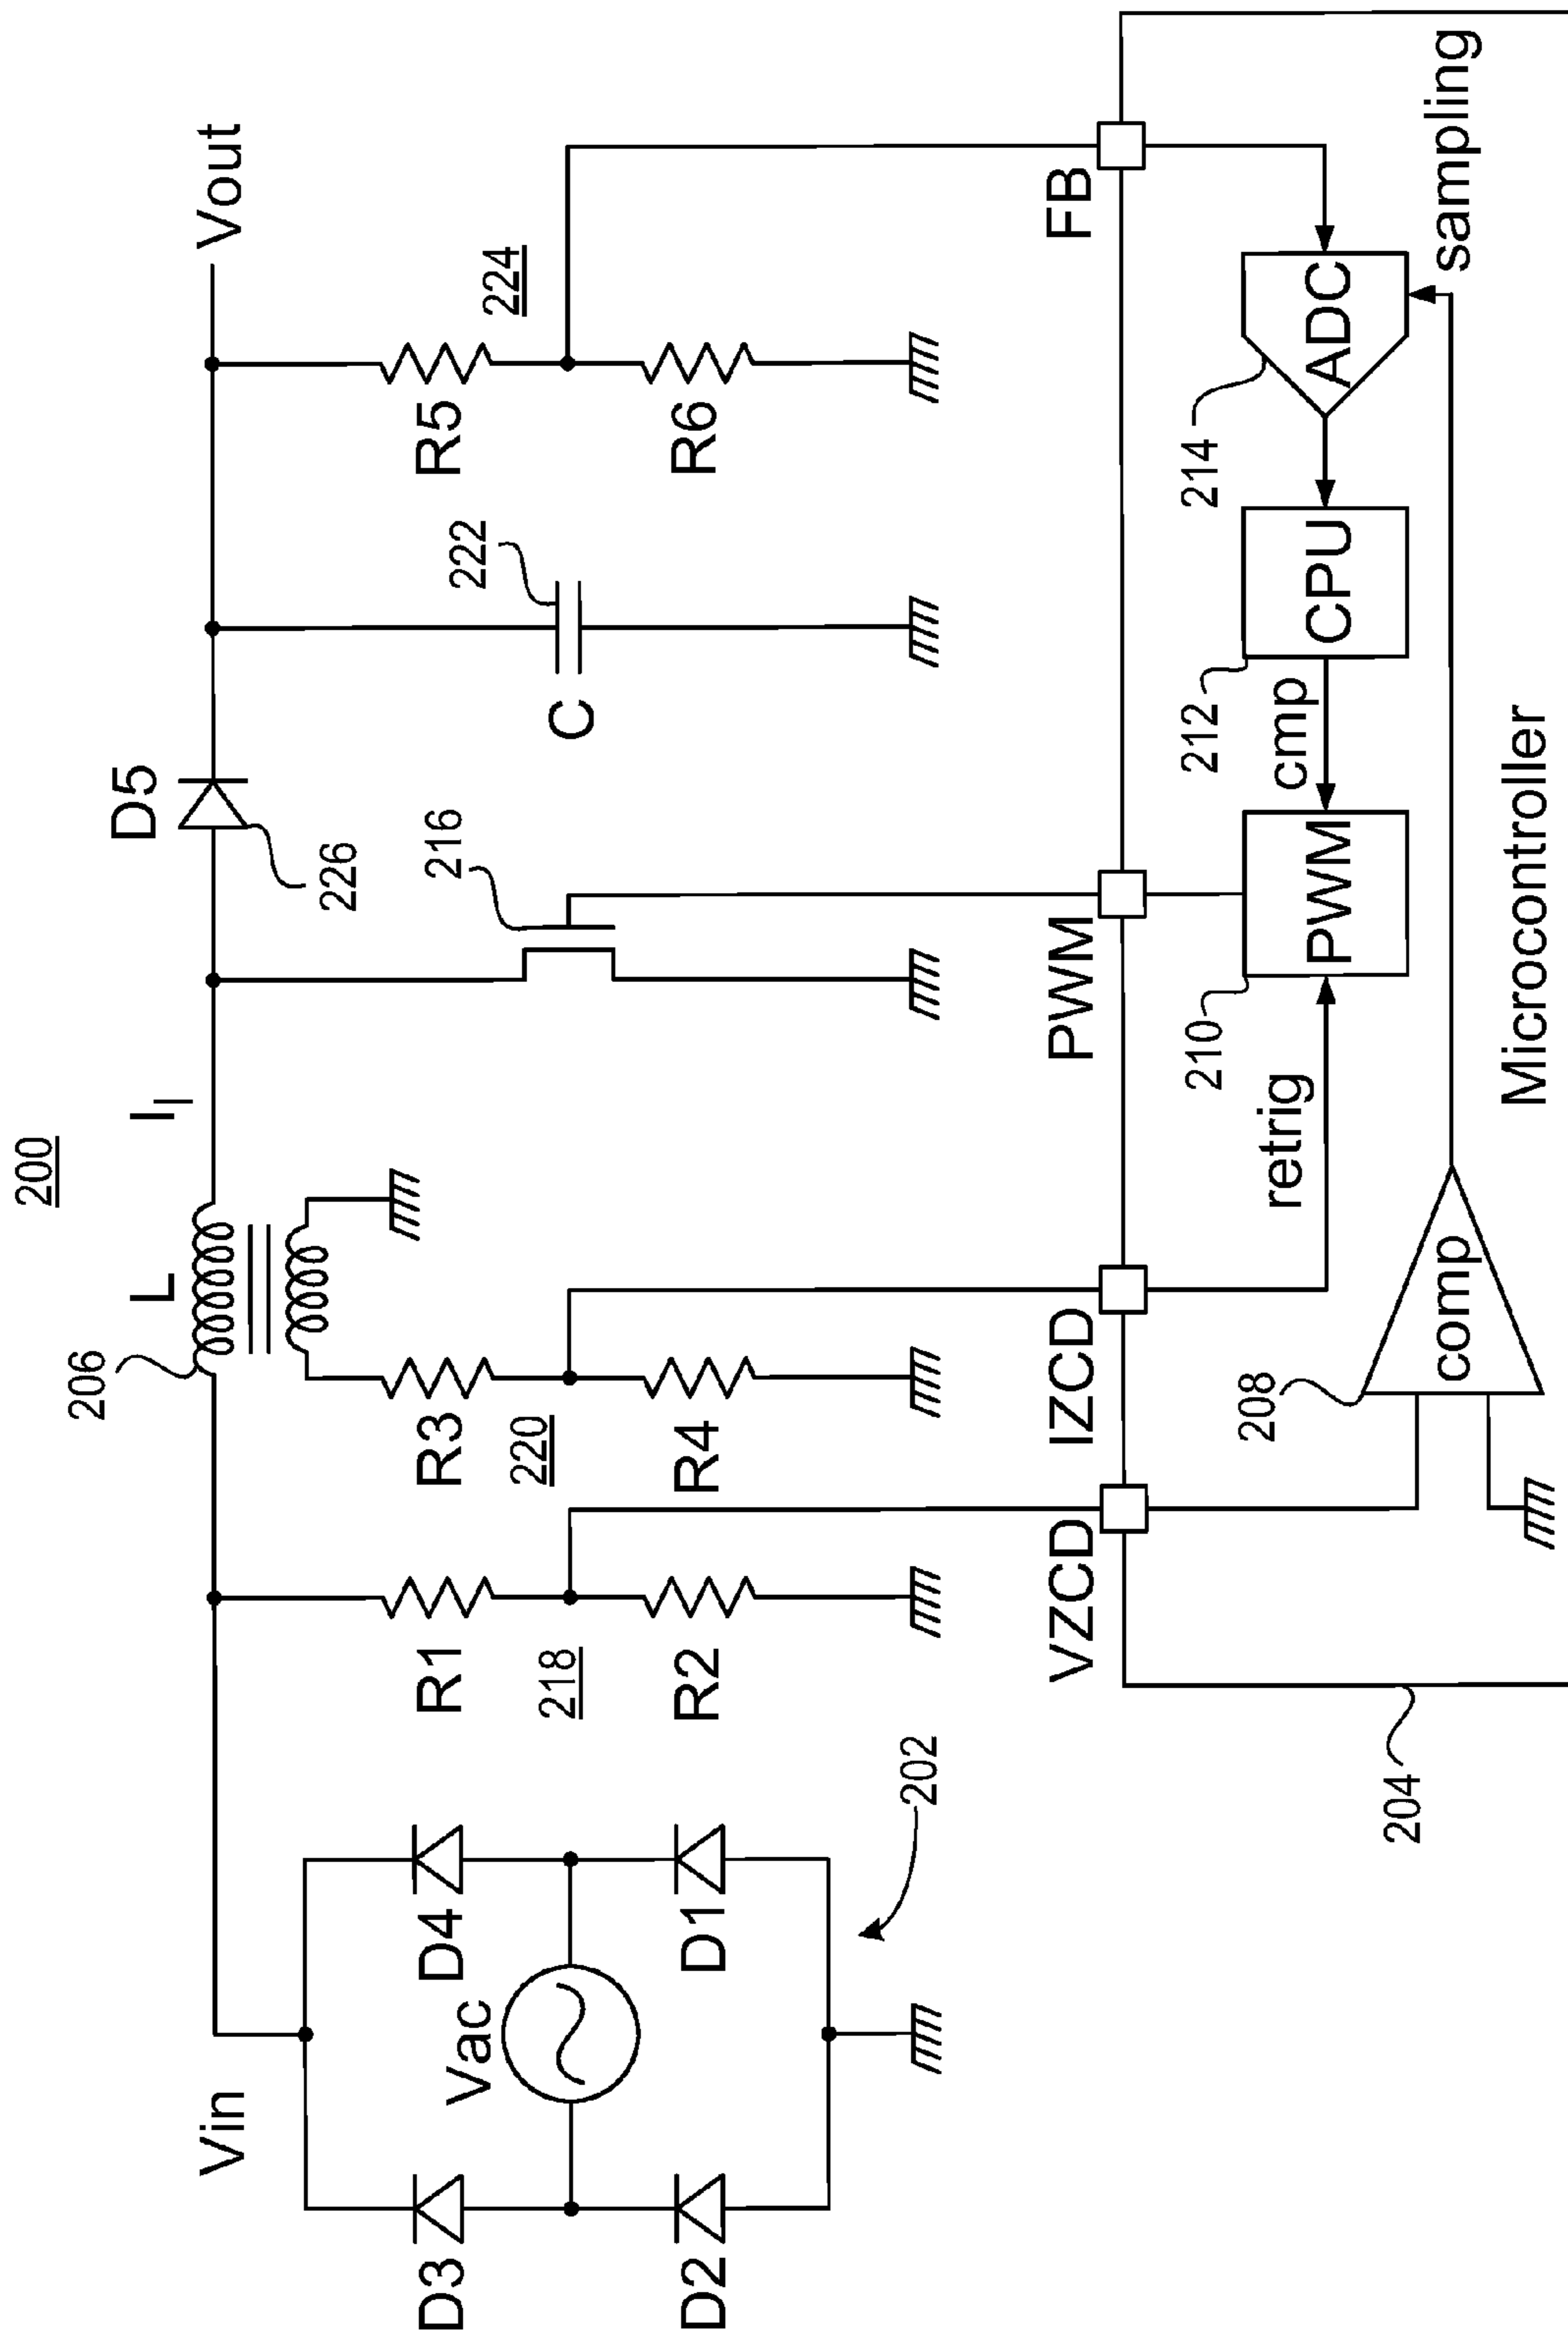 200
Vin
L
I_l
D5
Vout
206
226
D3
D4
Vac
D2
D1
202
R1
218
R2
R3
220
R4
216
222
C
R5
224
R6
VZCD
IZCD
PWM
FB
204
208
comp
retrig
210
PWM
cmp
212
CPU
214
ADC
sampling
Microcontroller